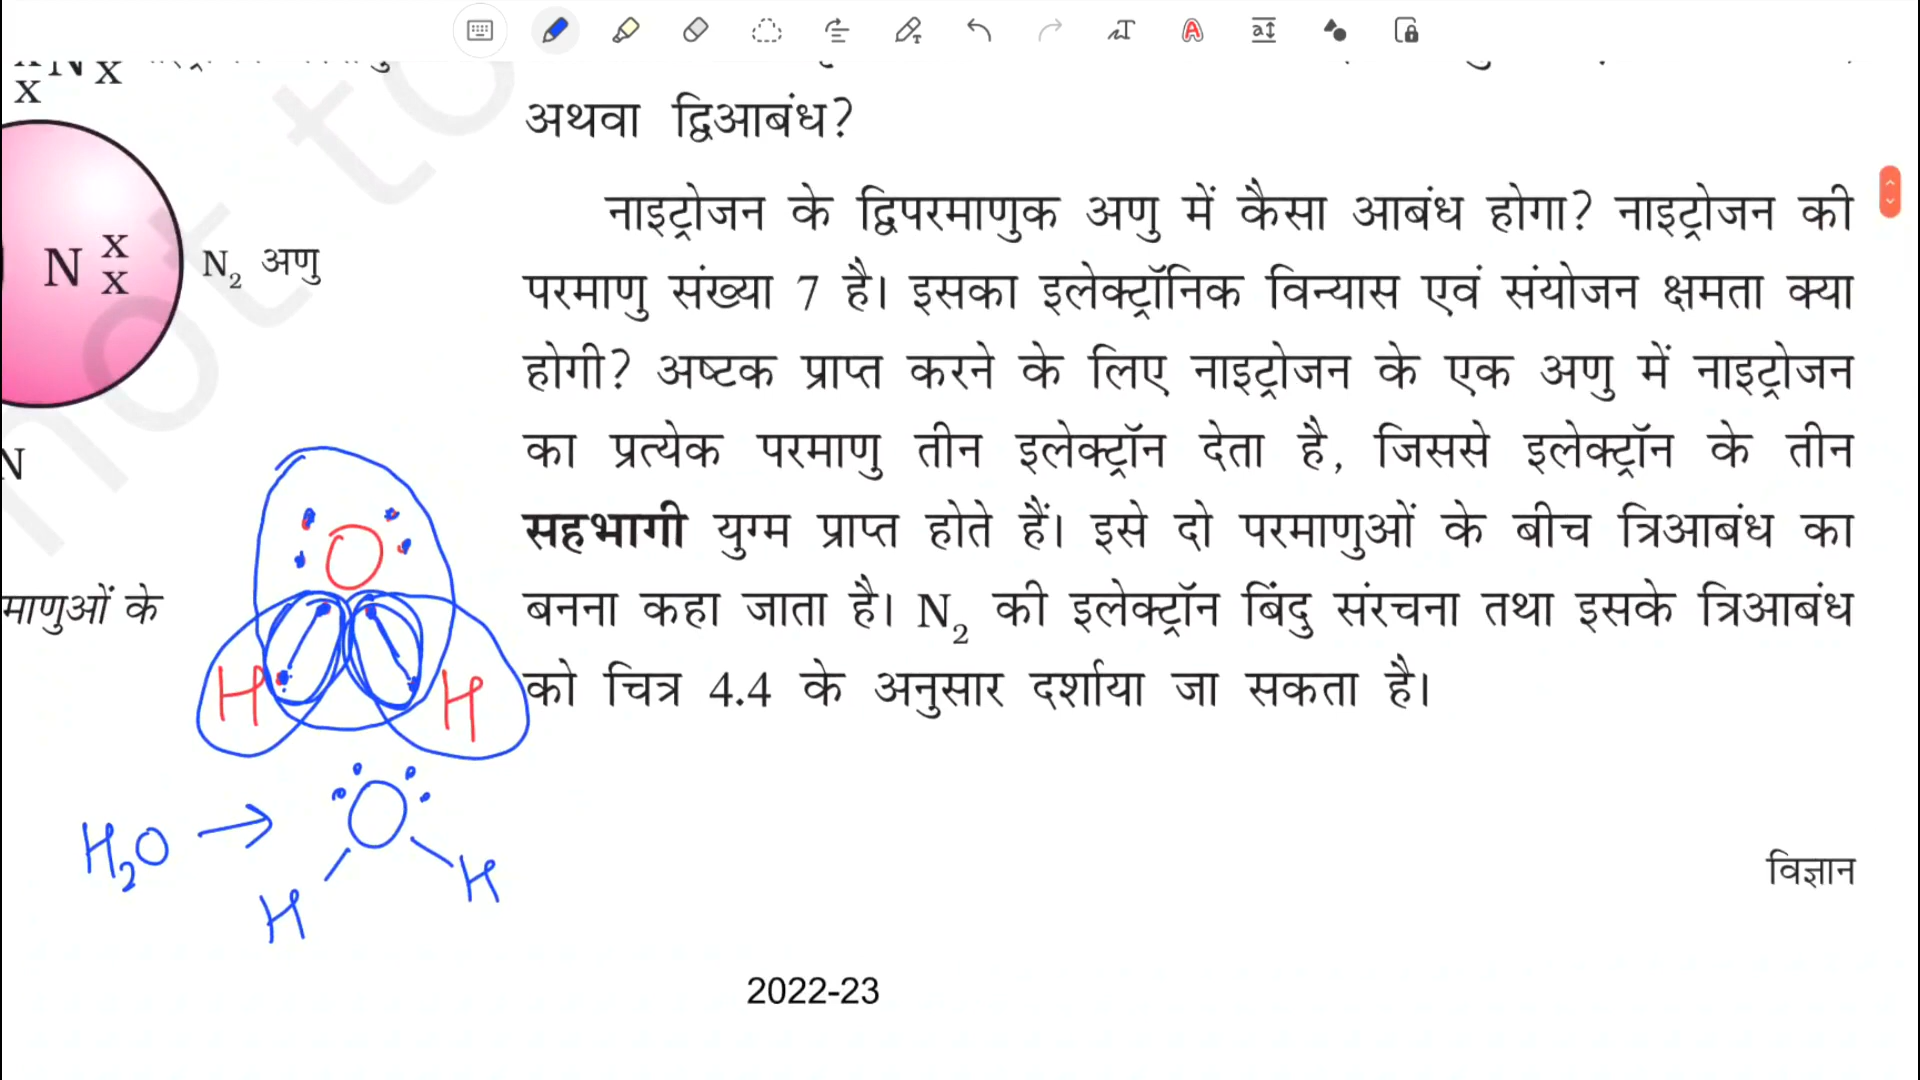 x N x
x
अथवा द्विआबंध?
नाइट्रोजन के द्विपरमाणुक अणु में कैसा आबंध होगा? नाइट्रोजन की
परमाणु संख्या 7 है। इसका इलेक्ट्रॉनिक विन्यास एवं संयोजन क्षमता क्या
होगी? अष्टक प्राप्त करने के लिए नाइट्रोजन के एक अणु में नाइट्रोजन
का प्रत्येक परमाणु तीन इलेक्ट्रॉन देता है, जिससे इलेक्ट्रॉन के तीन
सहभागी युग्म प्राप्त होते हैं। इसे दो परमाणुओं के बीच त्रिआबंध का
बनना कहा जाता है। N₂ की इलेक्ट्रॉन बिंदु संरचना तथा इसके त्रिआबंध
को चित्र 4.4 के अनुसार दर्शाया जा सकता है।
N x x
N₂ अणु
N
माणुओं के
O
H H
H₂O → O
H H
विज्ञान
2022-23
not to